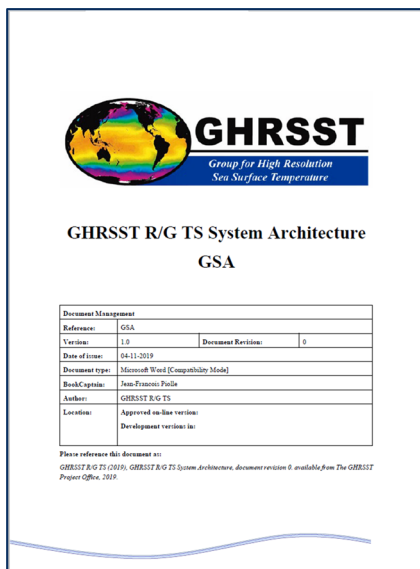 GHRSST
Group for High Resolution
Sea Surface Temperature
GHRSST R/G TS System Architecture
GSA
Document Management
Reference: GSA
Version: 1.0 Document Revision: 0
Date of issue: 04-11-2019
Document type: Microsoft Word [Compatibility Mode]
BookCaptain: Jean-Francois Piolle
Author: GHRSST R/G TS
Location: Approved on-line version:
Development versions in:
Please reference this document as:
GHRSST R/G TS (2019), GHRSST R/G TS System Architecture, document revision 0. available from The GHRSST
Project Office, 2019.